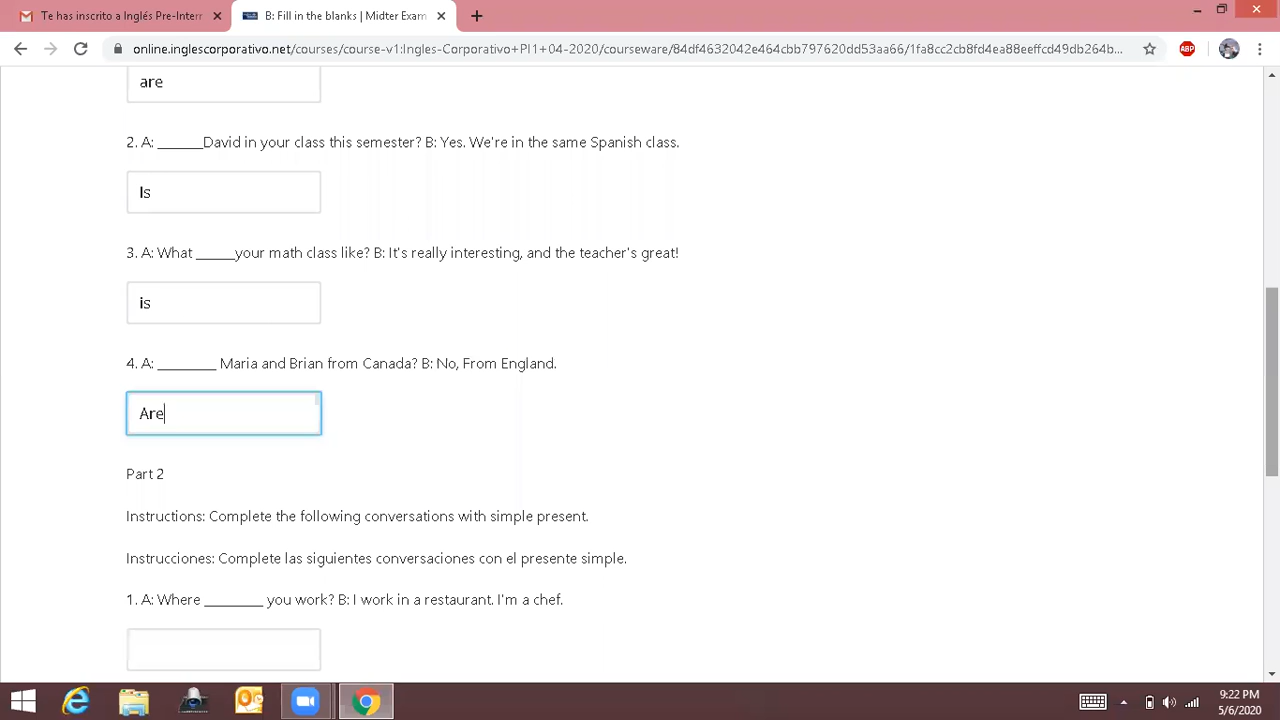 Te has inscrito a Inglés Pre-Interr
B: Fill in the blanks | Midter Exam
online.inglescorporativo.net/courses/course-v1:Ingles-Corporativo+PI1+04-2020/courseware/84df4632042e464cbb797620dd53aa66/1fa8cc2cb8fd4ea88eeffcd49db264b...
ABP
are
2. A: ______David in your class this semester? B: Yes. We're in the same Spanish class.
Is
3. A: What _____your math class like? B: It's really interesting, and the teacher's great!
is
4. A: ________ Maria and Brian from Canada? B: No, From England.
Are
Part 2
Instructions: Complete the following conversations with simple present.
Instrucciones: Complete las siguientes conversaciones con el presente simple.
1. A: Where ________ you work? B: I work in a restaurant. I'm a chef.
9:22 PM
5/6/2020